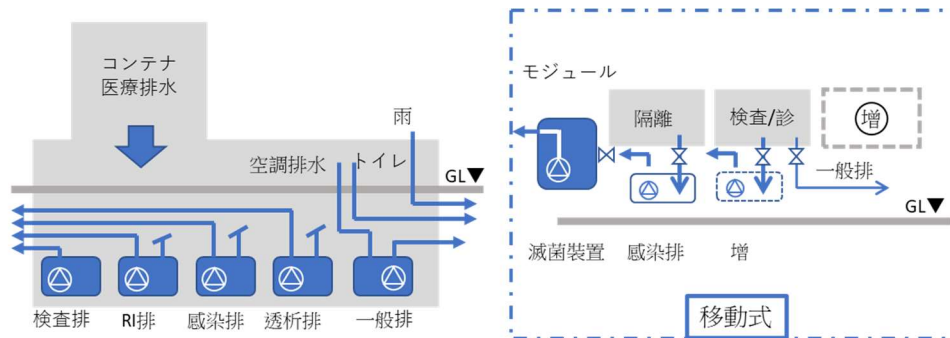 コンテナ
医療排水
雨
空調排水
トイレ
GL▼
検査排
RI排
感染排
透析排
一般排
モジュール
隔離
検査/診
増
一般排
GL▼
滅菌裝置
感染排
増
移動式